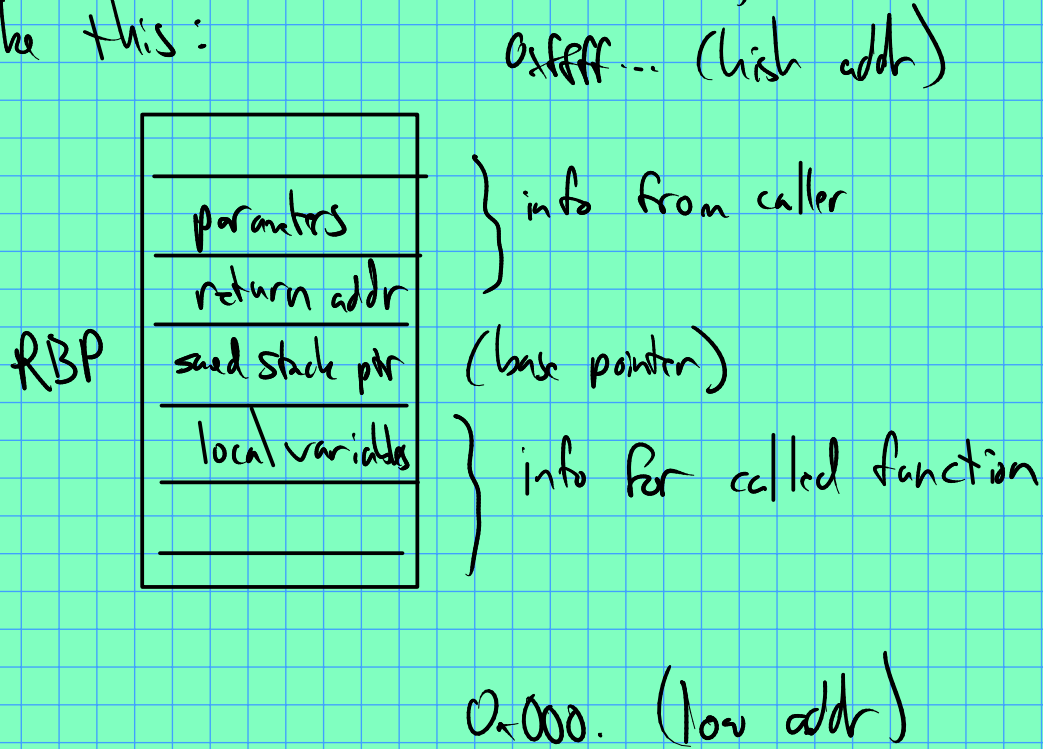 ke this:
0xffff... (high addr)
parameters
info from caller
return addr
RBP saved stack ptr (base pointer)
local variables
info for called function
0x000. (low addr)